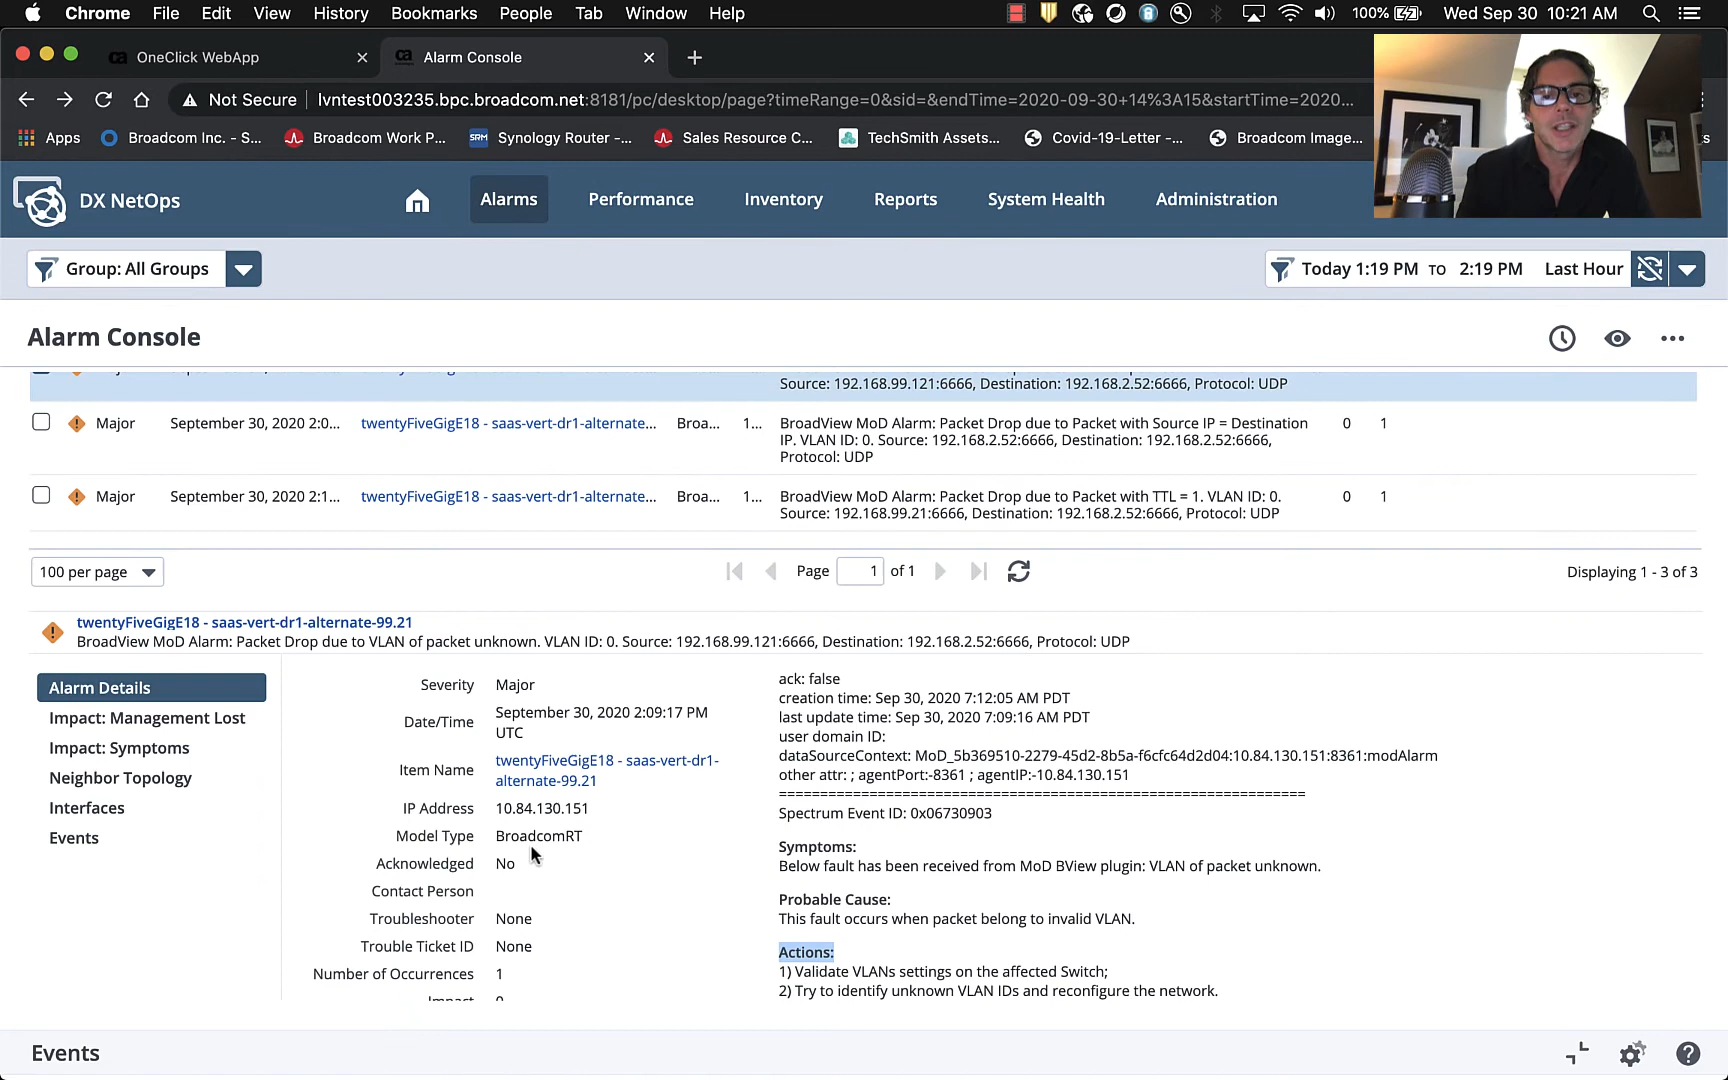 Chrome File Edit View History Bookmarks People Tab Window Help 100% Wed Sep 30 10:21 AM
OneClick WebApp Alarm Console
Not Secure lvntest003235.bpc.broadcom.net:8181/pc/desktop/page?timeRange=0&sid=&endTime=2020-09-30+14%3A15&startTime=2020...
Apps Broadcom Inc. - S... Broadcom Work P... SRM Synology Router -... Sales Resource C... TechSmith Assets... Covid-19-Letter -... Broadcom Image...
DX NetOps Alarms Performance Inventory Reports System Health Administration
Group: All Groups Today 1:19 PM TO 2:19 PM Last Hour
Alarm Console
Source: 192.168.99.121:6666, Destination: 192.168.2.52:6666, Protocol: UDP
Major September 30, 2020 2:0... twentyFiveGigE18 - saas-vert-dr1-alternate... Broa... 1... BroadView MoD Alarm: Packet Drop due to Packet with Source IP = Destination 0 1
IP. VLAN ID: 0. Source: 192.168.2.52:6666, Destination: 192.168.2.52:6666,
Protocol: UDP
Major September 30, 2020 2:1... twentyFiveGigE18 - saas-vert-dr1-alternate... Broa... 1... BroadView MoD Alarm: Packet Drop due to Packet with TTL = 1. VLAN ID: 0. 0 1
Source: 192.168.99.21:6666, Destination: 192.168.2.52:6666, Protocol: UDP
100 per page Page 1 of 1 Displaying 1 - 3 of 3
twentyFiveGigE18 - saas-vert-dr1-alternate-99.21
BroadView MoD Alarm: Packet Drop due to VLAN of packet unknown. VLAN ID: 0. Source: 192.168.99.121:6666, Destination: 192.168.2.52:6666, Protocol: UDP
Alarm Details
Impact: Management Lost
Impact: Symptoms
Neighbor Topology
Interfaces
Events
Severity Major
Date/Time September 30, 2020 2:09:17 PM
UTC
Item Name twentyFiveGigE18 - saas-vert-dr1-
alternate-99.21
IP Address 10.84.130.151
Model Type BroadcomRT
Acknowledged No
Contact Person
Troubleshooter None
Trouble Ticket ID None
Number of Occurrences 1
Impact 0
ack: false
creation time: Sep 30, 2020 7:12:05 AM PDT
last update time: Sep 30, 2020 7:09:16 AM PDT
user domain ID:
dataSourceContext: MoD_5b369510-2279-45d2-8b5a-f6cfc64d2d04:10.84.130.151:8361:modAlarm
other attr: ; agentPort:-8361 ; agentIP:-10.84.130.151
==============================================================
Spectrum Event ID: 0x06730903
Symptoms:
Below fault has been received from MoD BView plugin: VLAN of packet unknown.
Probable Cause:
This fault occurs when packet belong to invalid VLAN.
Actions:
1) Validate VLANs settings on the affected Switch;
2) Try to identify unknown VLAN IDs and reconfigure the network.
Events